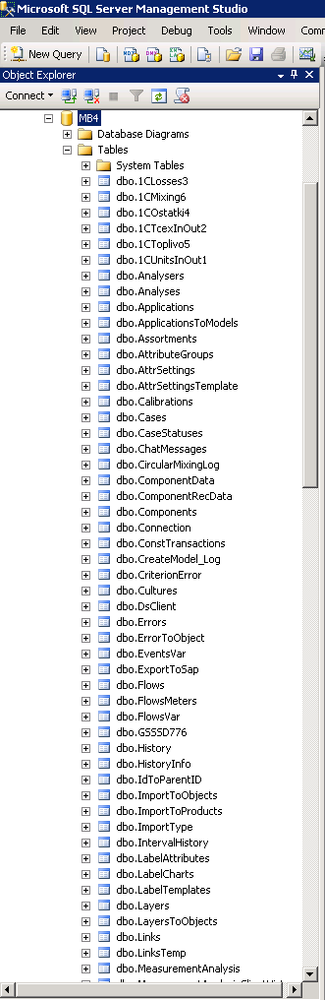 Microsoft SQL Server Management Studio
File Edit View Project Debug Tools Window
New Query
Object Explorer
Connect
MB4
Database Diagrams
Tables
System Tables
dbo.1CLosses3
dbo.1CMixing6
dbo.1COstatki4
dbo.1CTcexInOut2
dbo.1CToplivo5
dbo.1CUnitsInOut1
dbo.Analysers
dbo.Analyses
dbo.Applications
dbo.ApplicationsToModels
dbo.Assortments
dbo.AttributeGroups
dbo.AttrSettings
dbo.AttrSettingsTemplate
dbo.Calibrations
dbo.Cases
dbo.CaseStatuses
dbo.ChatMessages
dbo.CircularMixingLog
dbo.ComponentData
dbo.ComponentRecData
dbo.Components
dbo.Connection
dbo.ConstTransactions
dbo.CreateModel_Log
dbo.CriterionError
dbo.Cultures
dbo.DsClient
dbo.Errors
dbo.ErrorToObject
dbo.EventsVar
dbo.ExportToSap
dbo.Flows
dbo.FlowsMeters
dbo.FlowsVar
dbo.GSSSD776
dbo.History
dbo.HistoryInfo
dbo.IdToParentID
dbo.ImportToObjects
dbo.ImportToProducts
dbo.ImportType
dbo.IntervalHistory
dbo.LabelAttributes
dbo.LabelCharts
dbo.LabelTemplates
dbo.Layers
dbo.LayersToObjects
dbo.Links
dbo.LinksTemp
dbo.MeasurementAnalysis